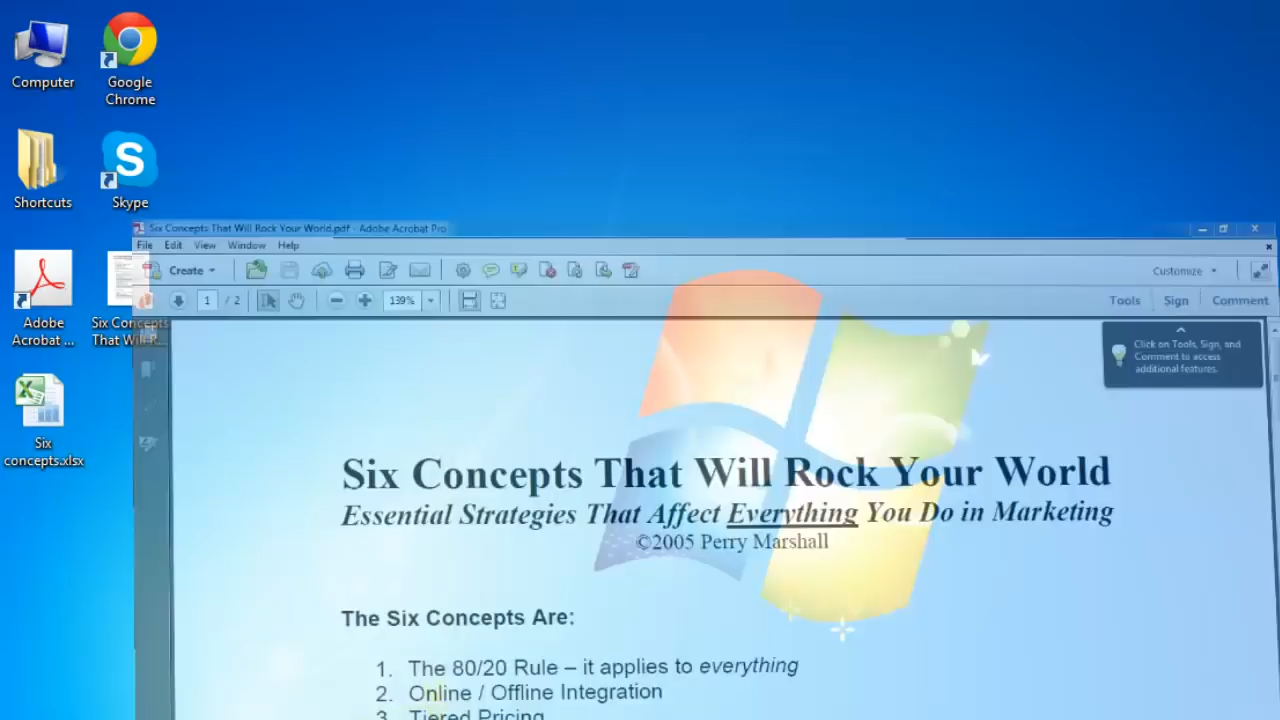 Computer
Google
Chrome
Shortcuts
Skype
Adobe
Acrobat ...
Six Concepts
That Will R...
Six
concepts.xlsx
Six Concepts That Will Rock Your World.pdf - Adobe Acrobat Pro
File Edit View Window Help
Create
Customize
1 / 2
139%
Tools Sign Comment
Click on Tools, Sign, and
Comment to access
additional features.
Six Concepts That Will Rock Your World
Essential Strategies That Affect Everything You Do in Marketing
©2005 Perry Marshall
The Six Concepts Are:
1. The 80/20 Rule – it applies to everything
2. Online / Offline Integration
3. Tiered Pricing